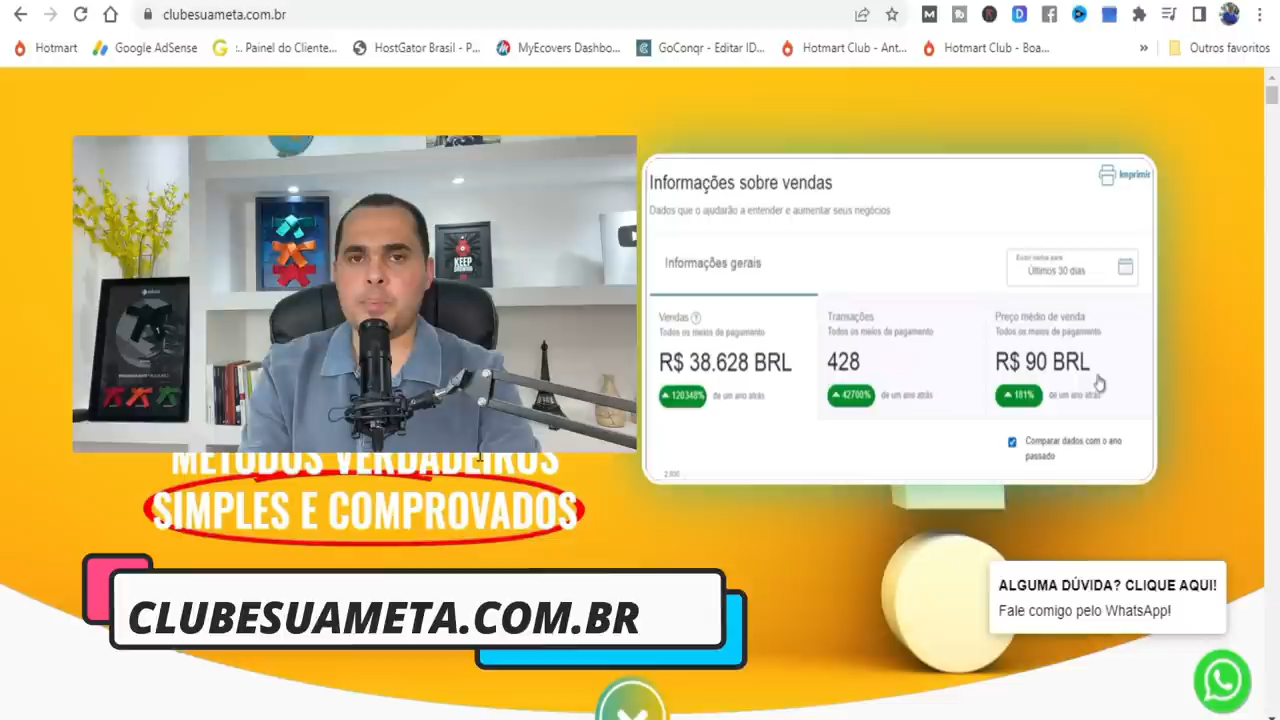 clubesuameta.com.br
Hotmart
Google AdSense
:. Painel do Cliente...
HostGator Brasil - P...
MyEcovers Dashbo...
GoConqr - Editar ID...
Hotmart Club - Ant...
Hotmart Club - Boa...
»
Outros favoritos
KEEP
Informações sobre vendas
Imprimir
Dados que o ajudarão a entender e aumentar seus negócios
Informações gerais
Últimos 30 dias
Vendas
Todos os meios de pagamento
R$ 38.628 BRL
120348% de um ano atrás
Transações
Todos os meios de pagamento
428
42700% de um ano atrás
Preço médio de venda
Todos os meios de pagamento
R$ 90 BRL
181% de um ano atrás
Comparar dados com o ano
passado
2.000
MÉTODOS VERDADEIROS
SIMPLES E COMPROVADOS
CLUBESUAMETA.COM.BR
ALGUMA DÚVIDA? CLIQUE AQUI!
Fale comigo pelo WhatsApp!